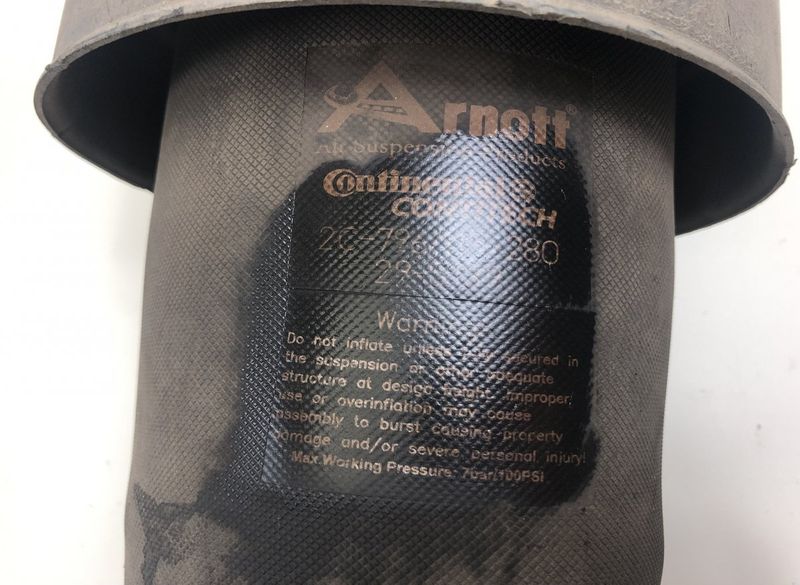 Arnott®
Air Suspension Products
Continental
CONTITECH
Warning
Do not inflate unless secured in
the suspension or adequate
structure at design height. Improper
use or overinflation may cause
assembly to burst causing property
damage and/or severe personal injury!
Max.Working Pressure 7bar/100PSI